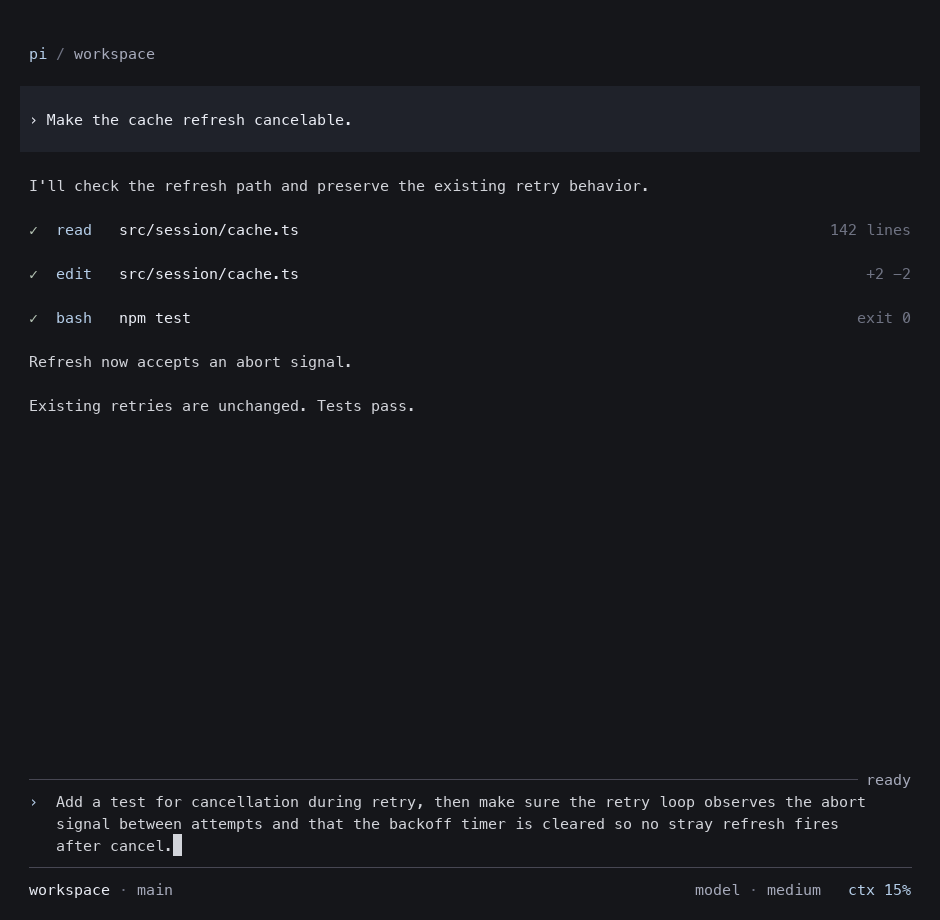 pi / workspace
› Make the cache refresh cancelable.
I'll check the refresh path and preserve the existing retry behavior.
✓ read src/session/cache.ts 142 lines
✓ edit src/session/cache.ts +2 −2
✓ bash npm test exit 0
Refresh now accepts an abort signal.
Existing retries are unchanged. Tests pass.
ready
› Add a test for cancellation during retry, then make sure the retry loop observes the abort
signal between attempts and that the backoff timer is cleared so no stray refresh fires
after cancel.
workspace · main model · medium ctx 15%